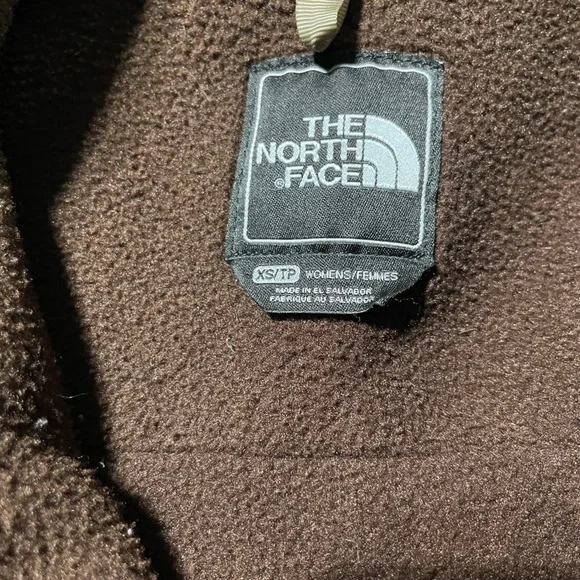 THE
NORTH
©FACE
XS/TP WOMENS/FEMMES
MADE IN EL SALVADOR
FABRIQUE AU SALVADOR